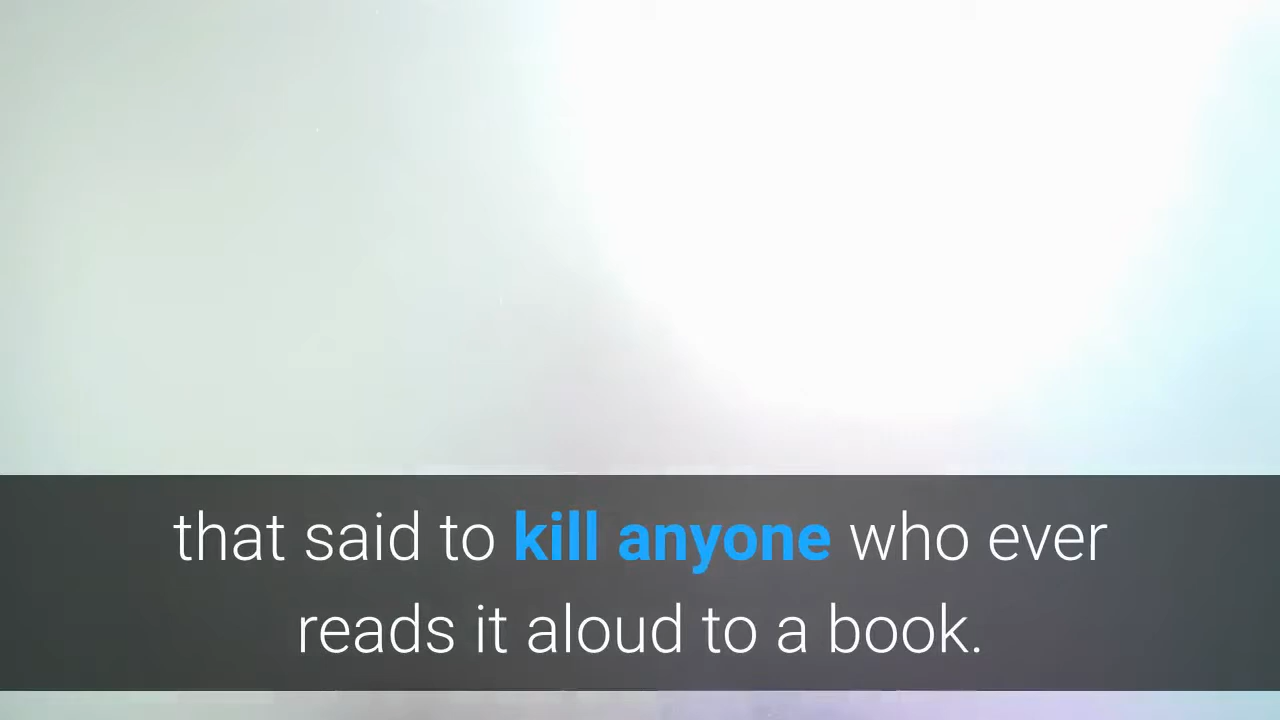 that said to kill anyone who ever
reads it aloud to a book.